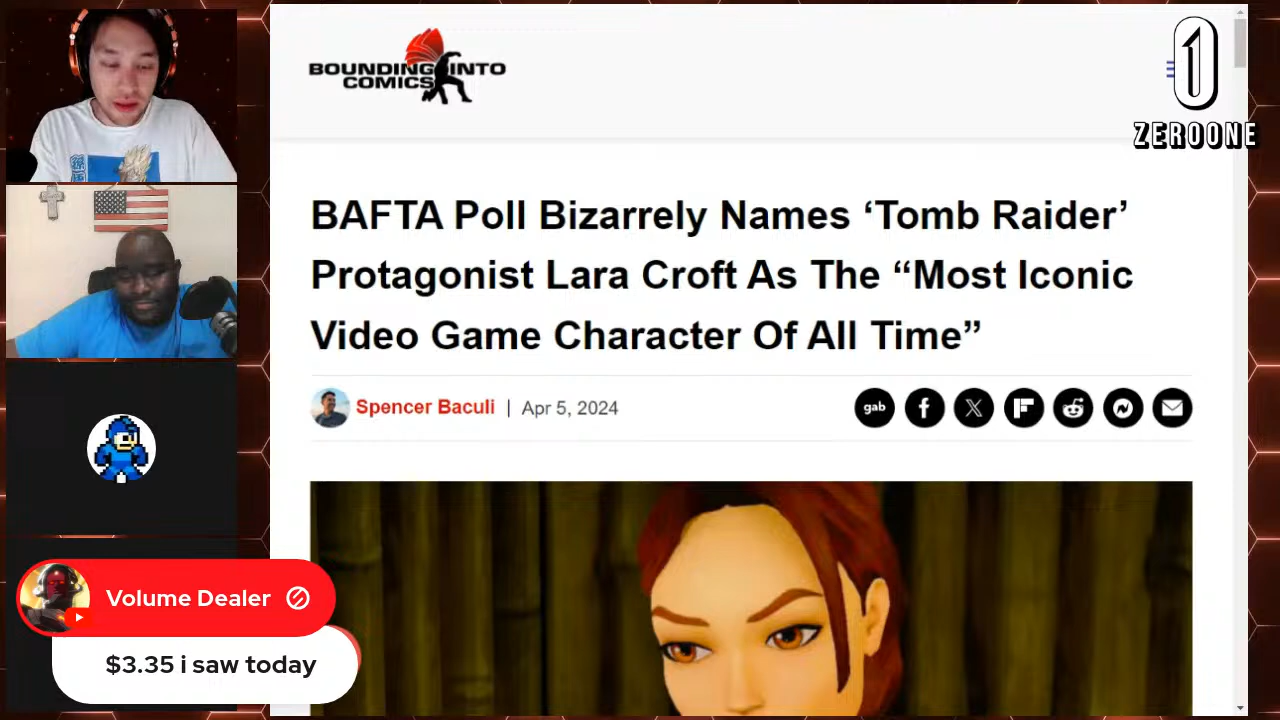 BOUNDING INTO
COMICS
ZEROONE
BAFTA Poll Bizarrely Names ‘Tomb Raider’
Protagonist Lara Croft As The “Most Iconic
Video Game Character Of All Time”
Spencer Baculi | Apr 5, 2024
gab
Volume Dealer
$3.35 i saw today